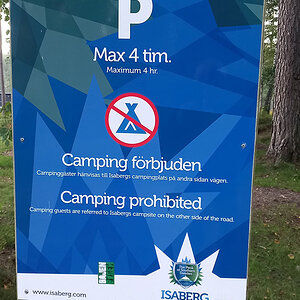 P
Max 4 tim.
Maximum 4 hr.
Camping förbjuden
Campinggäster hänvisas till Isabergs campingplats på andra sidan vägen.
Camping prohibited
Camping guests are referred to Isabergs campsite on the other side of the road.
www.isaberg.com
ISABERG